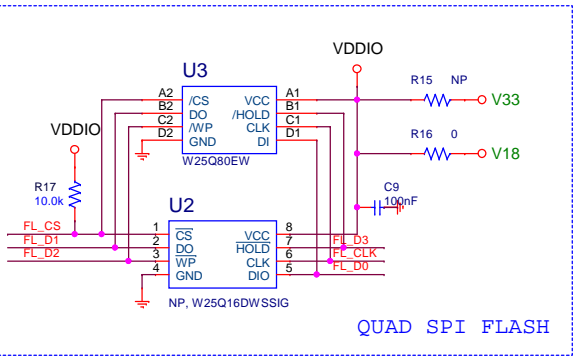 VDDIO
U3
R15 NP
A2 /CS VCC A1
B2 DO /HOLD B1
C2 /WP CLK C1
D2 GND DI D1
V33
VDDIO
R16 0
V18
W25Q80EW
R17
10.0k
C9
100nF
U2
FL_CS 1 CS VCC 8
FL_D1 2 DO HOLD 7 FL_D3
FL_D2 3 WP CLK 6 FL_CLK
4 GND DIO 5 FL_D0
NP, W25Q16DWSSIG
QUAD SPI FLASH